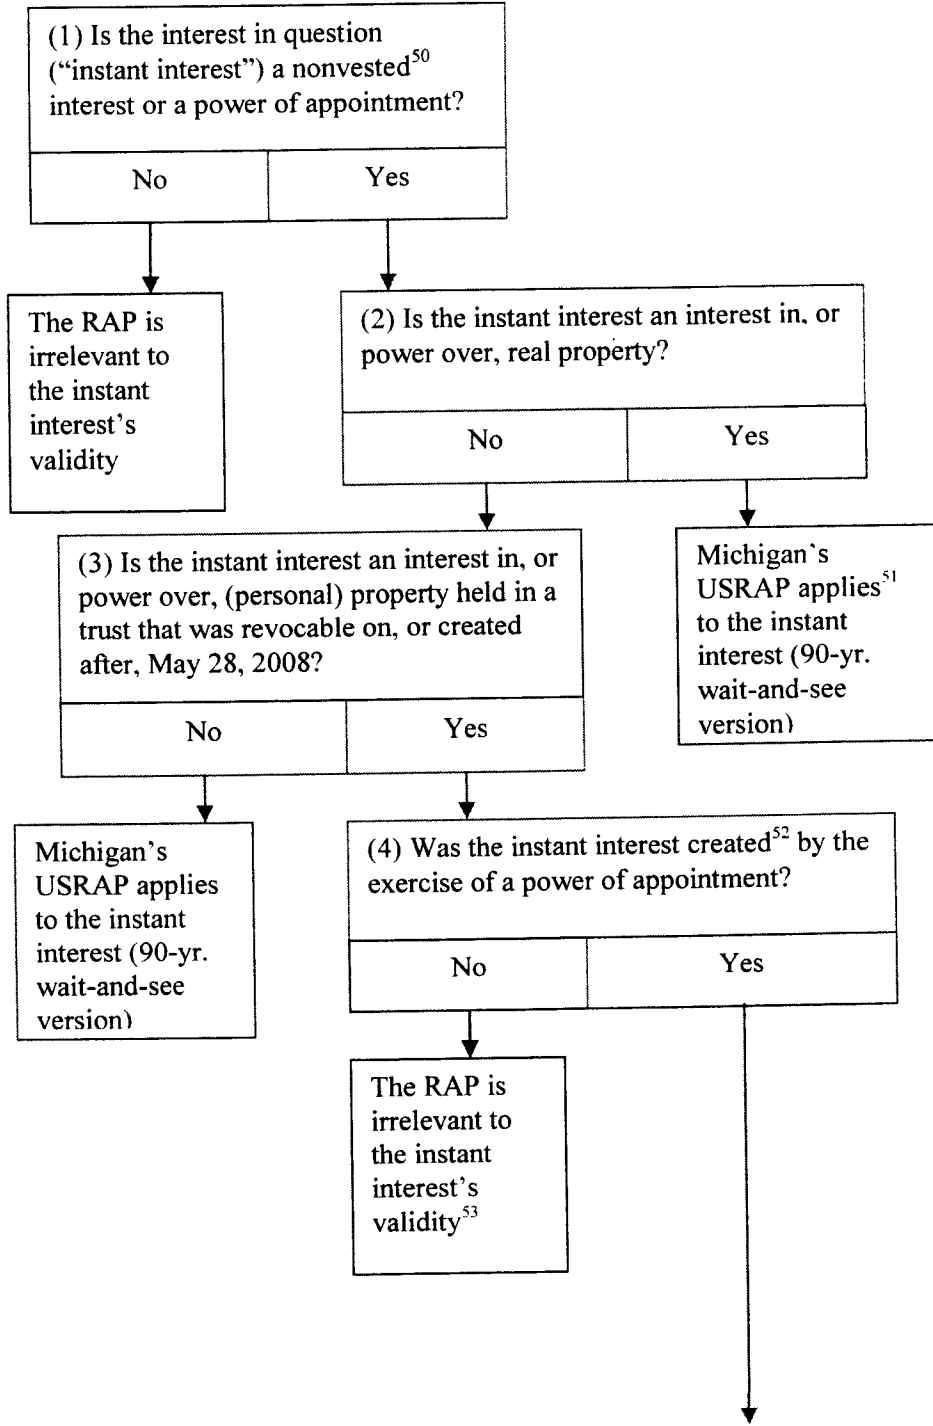 (1) Is the interest in question
("instant interest") a nonvested50
interest or a power of appointment?
No
Yes
The RAP is
irrelevant to
the instant
interest's
validity
(2) Is the instant interest an interest in, or
power over, real property?
No
Yes
(3) Is the instant interest an interest in, or
power over, (personal) property held in a
trust that was revocable on, or created
after, May 28, 2008?
No
Yes
Michigan's
USRAP applies51
to the instant
interest (90-yr.
wait-and-see
version)
Michigan's
USRAP applies
to the instant
interest (90-yr.
wait-and-see
version)
(4) Was the instant interest created52 by the
exercise of a power of appointment?
No
Yes
The RAP is
irrelevant to
the instant
interest's
validity53